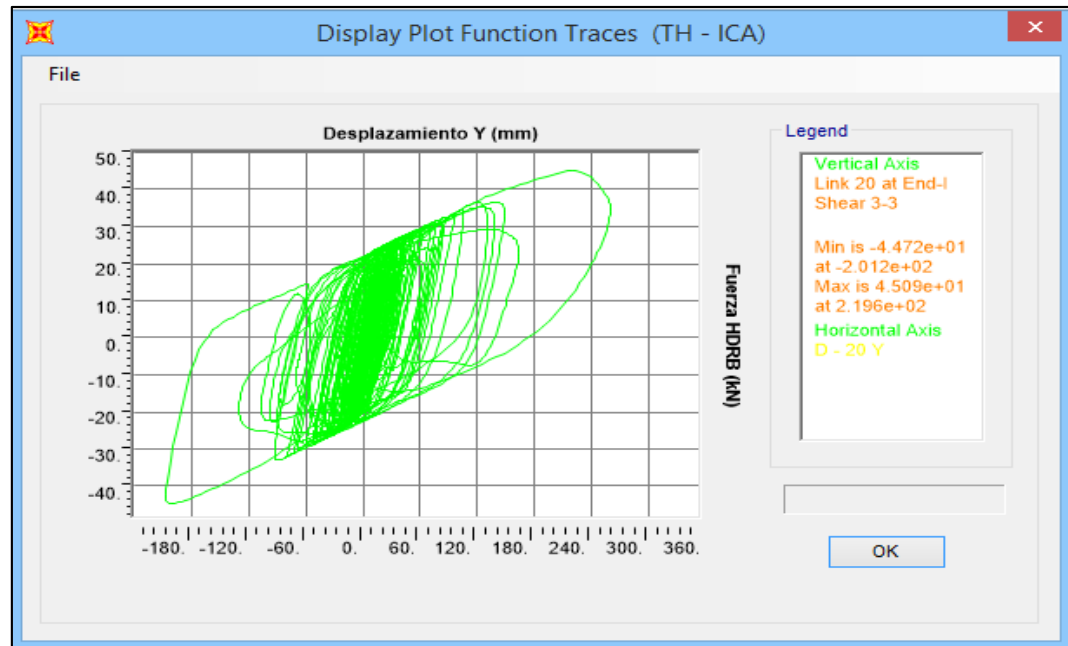 Display Plot Function Traces (TH - ICA)
File
Desplazamiento Y (mm)
50.
40.
30.
20.
10.
0.
-10.
-20.
-30.
-40.
-180. -120. -60. 0. 60. 120. 180. 240. 300. 360.
Fuerza HDRB (kN)
Legend
Vertical Axis
Link 20 at End-I
Shear 3-3
Min is -4.472e+01
at -2.012e+02
Max is 4.509e+01
at 2.196e+02
Horizontal Axis
D - 20 Y
OK